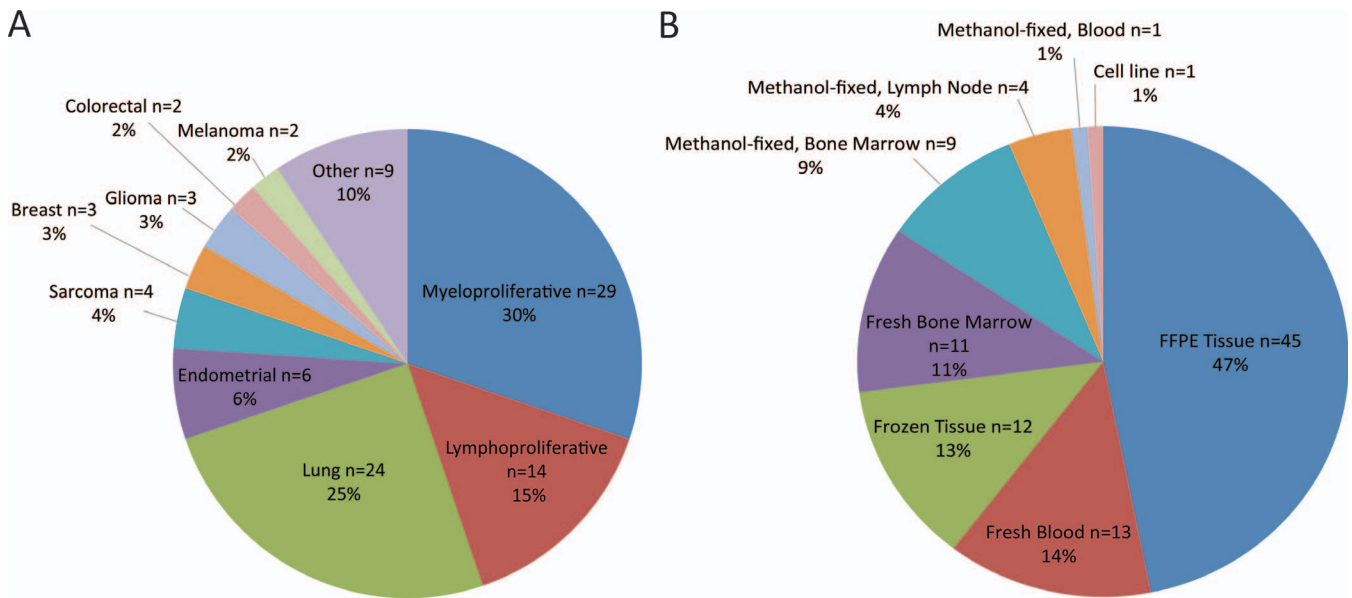 A
Colorectal n=2
2%
Melanoma n=2
2%
Other n=9
10%
Glioma n=3
3%
Breast n=3
3%
Sarcoma n=4
4%
Endometrial n=6
6%
Lung n=24
25%
Lymphoproliferative
n=14
15%
Myeloproliferative n=29
30%
B
Methanol-fixed, Blood n=1
1%
Cell line n=1
1%
Methanol-fixed, Lymph Node n=4
4%
Methanol-fixed, Bone Marrow n=9
9%
Fresh Bone Marrow
n=11
11%
Frozen Tissue n=12
13%
Fresh Blood n=13
14%
FFPE Tissue n=45
47%